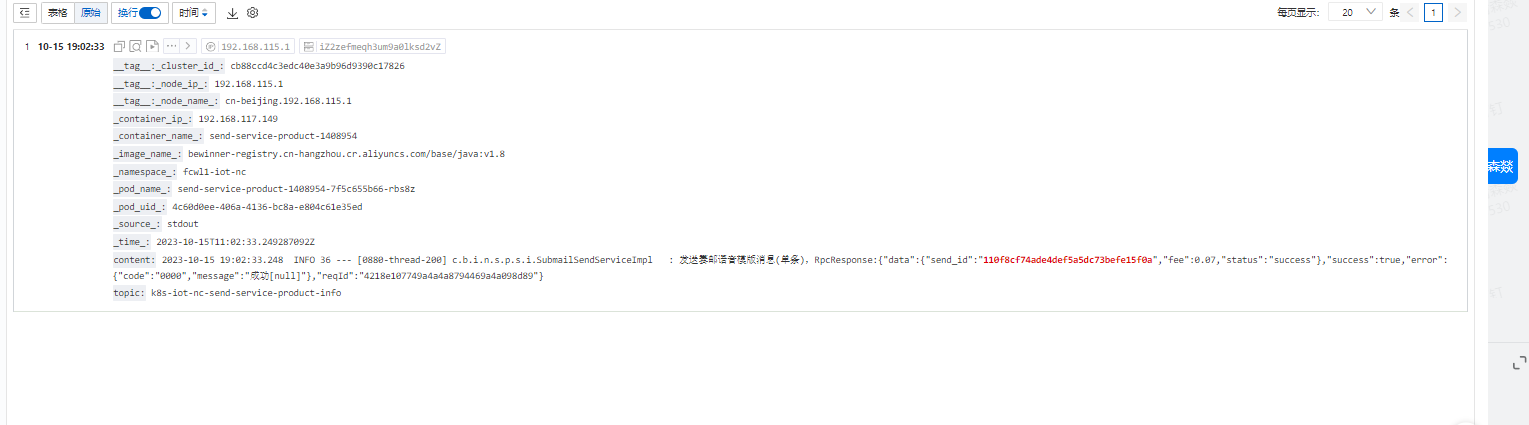 表格 原始 换行 时间 每页显示: 20 条 1
1 10-15 19:02:33 ··· 192.168.115.1 iZ2zefmeqh3um9a0lksd2vZ
__tag__:_cluster_id_: cb88ccd4c3edc40e3a9b96d9390c17826
__tag__:_node_ip_: 192.168.115.1
__tag__:_node_name_: cn-beijing.192.168.115.1
_container_ip_: 192.168.117.149
_container_name_: send-service-product-1408954
_image_name_: bewinner-registry.cn-hangzhou.cr.aliyuncs.com/base/java:v1.8
_namespace_: fcwl1-iot-nc
_pod_name_: send-service-product-1408954-7f5c655b66-rbs8z
_pod_uid_: 4c60d0ee-406a-4136-bc8a-e804c61e35ed
_source_: stdout
_time_: 2023-10-15T11:02:33.249287092Z
content: 2023-10-15 19:02:33.248 INFO 36 --- [0880-thread-200] c.b.i.n.s.p.s.i.SubmailSendServiceImpl : 发送赛邮语音模版消息(单条), RpcResponse:{"data":{"send_id":"110f8cf74ade4def5a5dc73befe15f0a","fee":0.07,"status":"success"},"success":true,"error":
{"code":"0000","message":"成功[null]"},"reqId":"4218e107749a4a4a8794469a4a098d89"}
topic: k8s-iot-nc-send-service-product-info
森燚
530
530